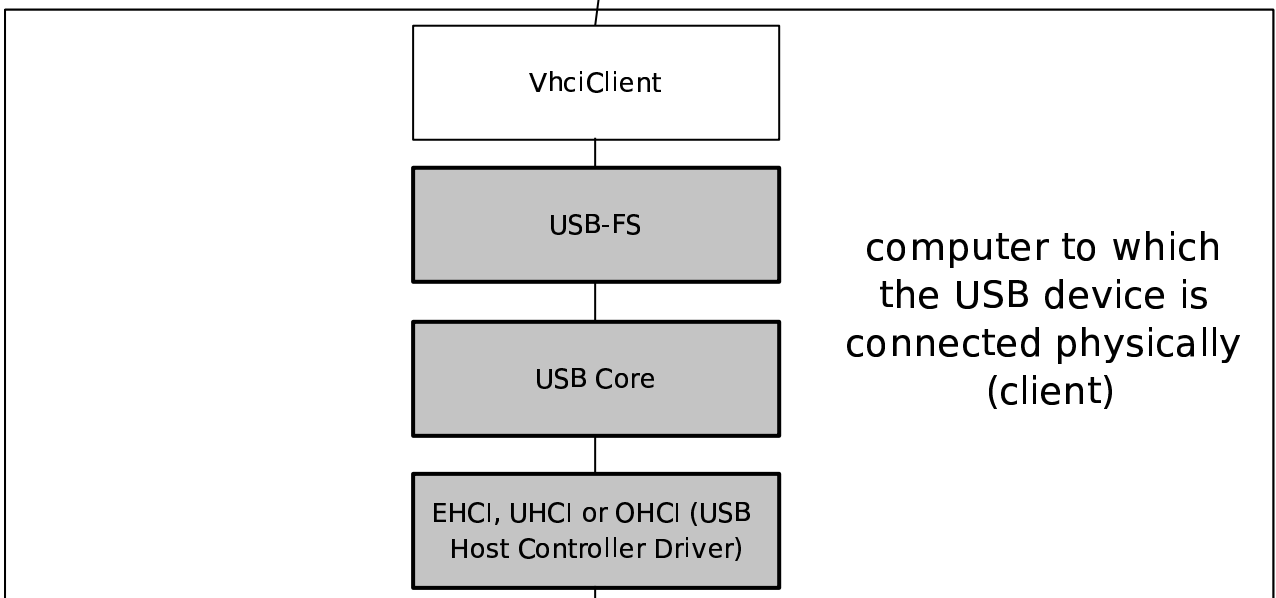 VhciClient
USB-FS
computer to which
the USB device is
connected physically
(client)
USB Core
EHCI, UHCI or OHCI (USB
Host Controller Driver)